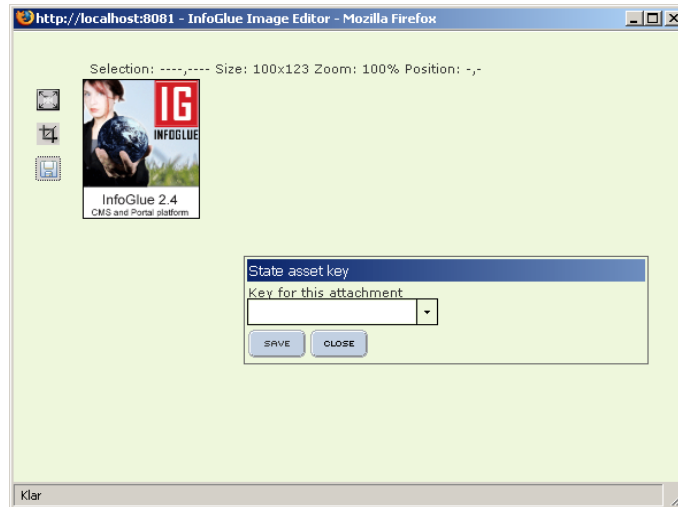 http://localhost:8081 - InfoGlue Image Editor - Mozilla Firefox
Selection: ----,---- Size: 100x123 Zoom: 100% Position: -,-
IG
INFOGLUE
InfoGlue 2.4
CMS and Portal platform
State asset key
Key for this attachment
SAVE CLOSE
Klar